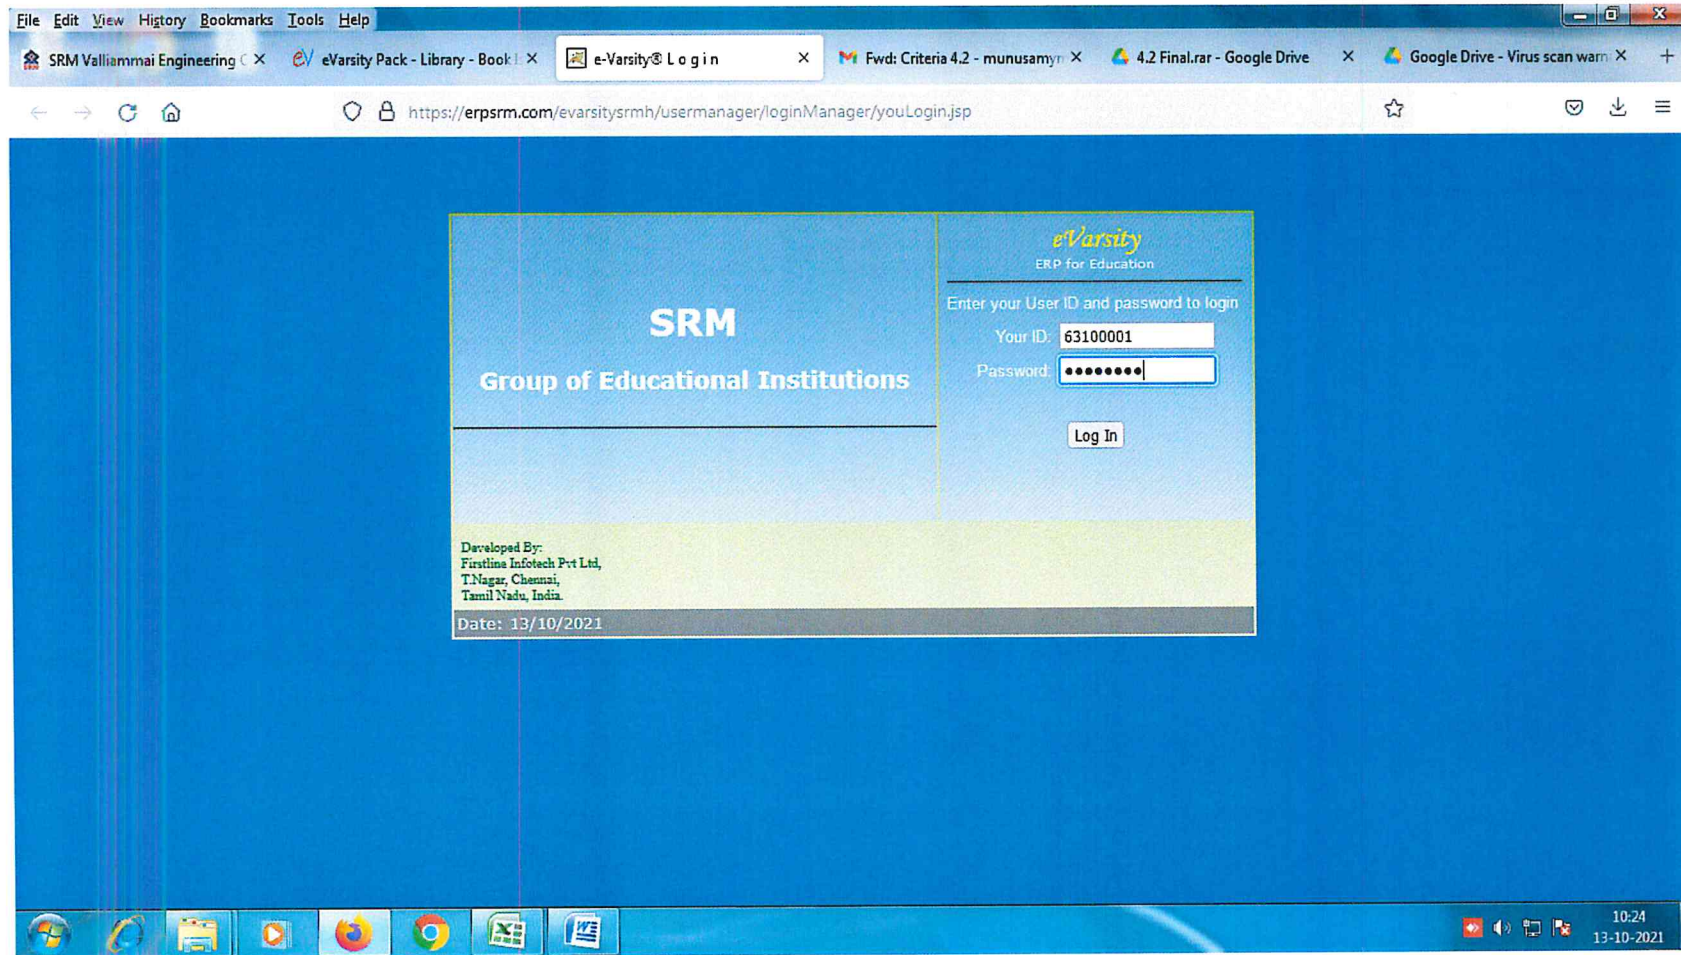 File Edit View History Bookmarks Tools Help
SRM Valliammai Engineering C
eVarsity Pack - Library - Book
e-Varsity® L o g i n
Fwd: Criteria 4.2 - munusamyr
4.2 Final.rar - Google Drive
Google Drive - Virus scan warn
https://erpsrm.com/evarsitysrmh/usermanager/loginManager/youLogin.jsp
SRM
Group of Educational Institutions
eVarsity
ERP for Education
Enter your User ID and password to login
Your ID: 63100001
Password: ••••••••
Log In
Developed By:
Firstline Infotech Pvt Ltd,
T.Nagar, Chennai,
Tamil Nadu, India.
Date: 13/10/2021
10:24
13-10-2021